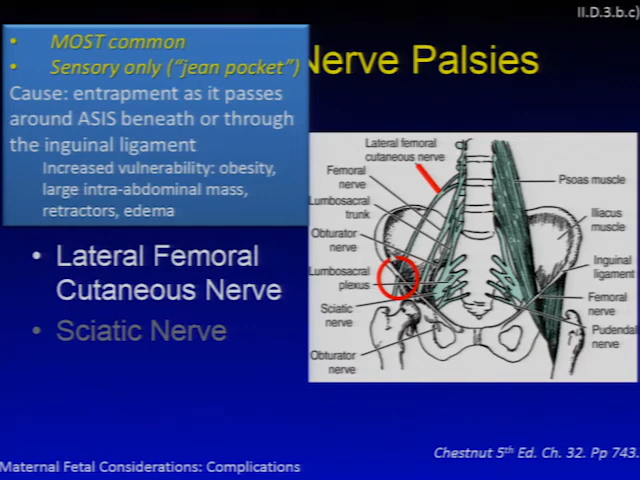 II.D.3.b.c)
• MOST common
• Sensory only ("jean pocket")
Cause: entrapment as it passes
around ASIS beneath or through
the inguinal ligament
Increased vulnerability: obesity,
large intra-abdominal mass,
retractors, edema
Nerve Palsies
• Lateral Femoral
Cutaneous Nerve
• Sciatic Nerve
Lateral femoral
cutaneous nerve
Femoral
nerve
Lumbosacral
trunk
Obturator
nerve
Lumbosacral
plexus
Sciatic
nerve
Obturator
nerve
Psoas muscle
Iliacus
muscle
Inguinal
ligament
Femoral
nerve
Pudendal
nerve
Chestnut 5th Ed. Ch. 32. Pp 743.
Maternal Fetal Considerations: Complications